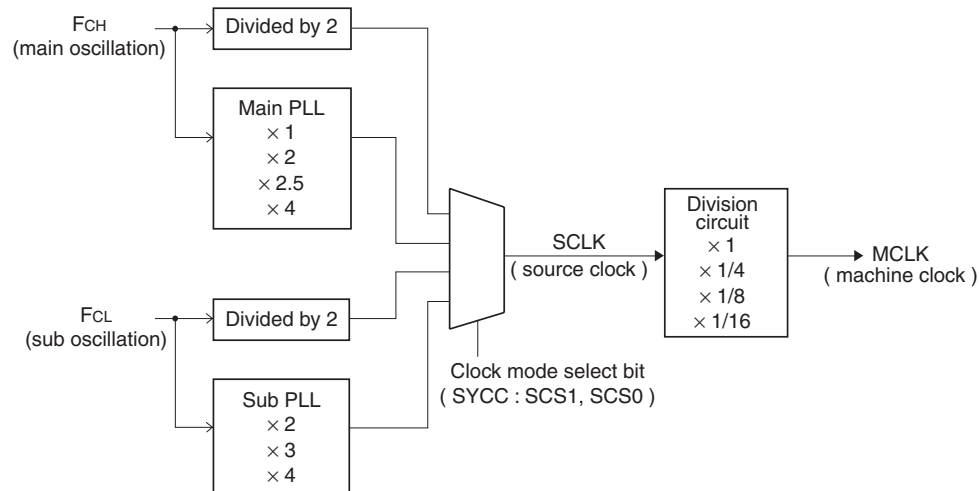 FCH
(main oscillation)
Divided by 2
Main PLL
× 1
× 2
× 2.5
× 4
FCL
(sub oscillation)
Divided by 2
Sub PLL
× 2
× 3
× 4
SCLK
( source clock )
Clock mode select bit
( SYCC : SCS1, SCS0 )
Division
circuit
× 1
× 1/4
× 1/8
× 1/16
MCLK
( machine clock )